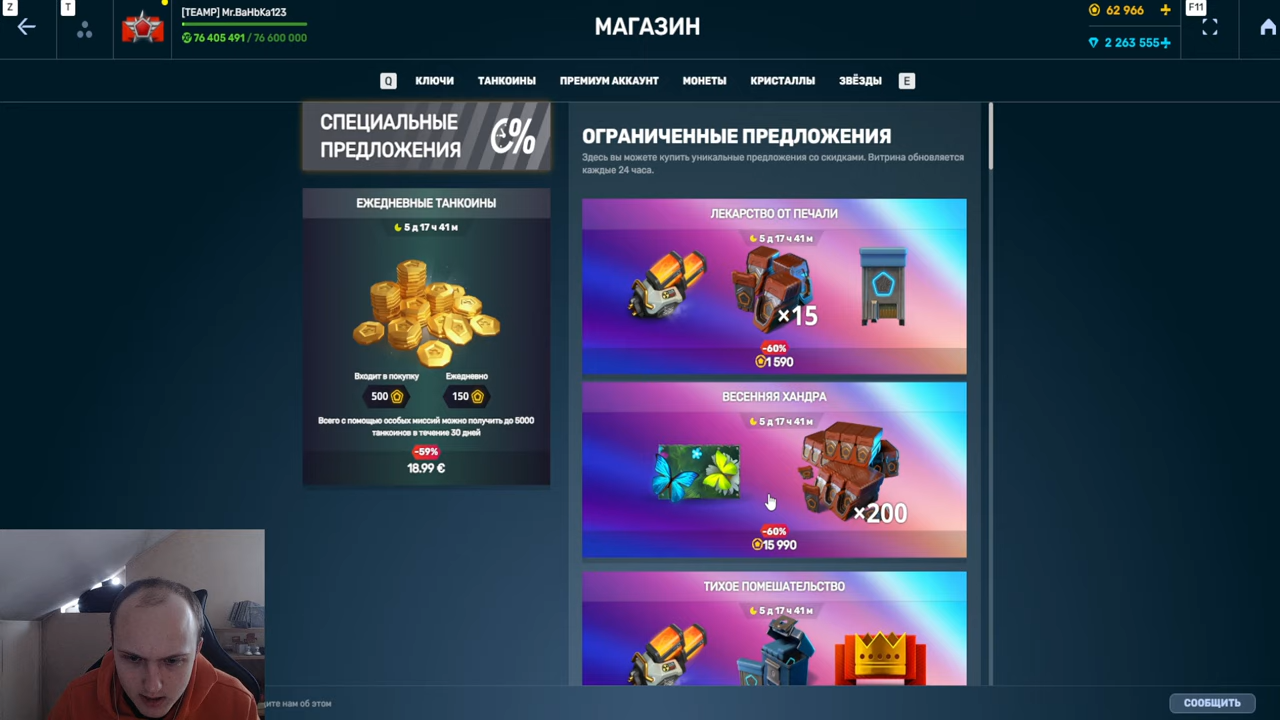 Z
T
[TEAMP] Mr.BaHbKa123
76 405 491 / 76 600 000
МАГАЗИН
62 966
2 263 555
F11
Q
КЛЮЧИ
ТАНКОИНЫ
ПРЕМИУМ АККАУНТ
МОНЕТЫ
КРИСТАЛЛЫ
ЗВЁЗДЫ
E
СПЕЦИАЛЬНЫЕ
ПРЕДЛОЖЕНИЯ
%
ЕЖЕДНЕВНЫЕ ТАНКОИНЫ
5 д 17 ч 41 м
Входит в покупку
Ежедневно
500
150
Всего с помощью особых миссий можно получить до 5000
танкоинов в течение 30 дней
-59%
18.99 €
ОГРАНИЧЕННЫЕ ПРЕДЛОЖЕНИЯ
Здесь вы можете купить уникальные предложения со скидками. Витрина обновляется
каждые 24 часа.
ЛЕКАРСТВО ОТ ПЕЧАЛИ
5 д 17 ч 41 м
×15
-60%
1 590
ВЕСЕННЯЯ ХАНДРА
5 д 17 ч 41 м
×200
-60%
15 990
ТИХОЕ ПОМЕШАТЕЛЬСТВО
5 д 17 ч 41 м
ите нам об этом
СООБЩИТЬ